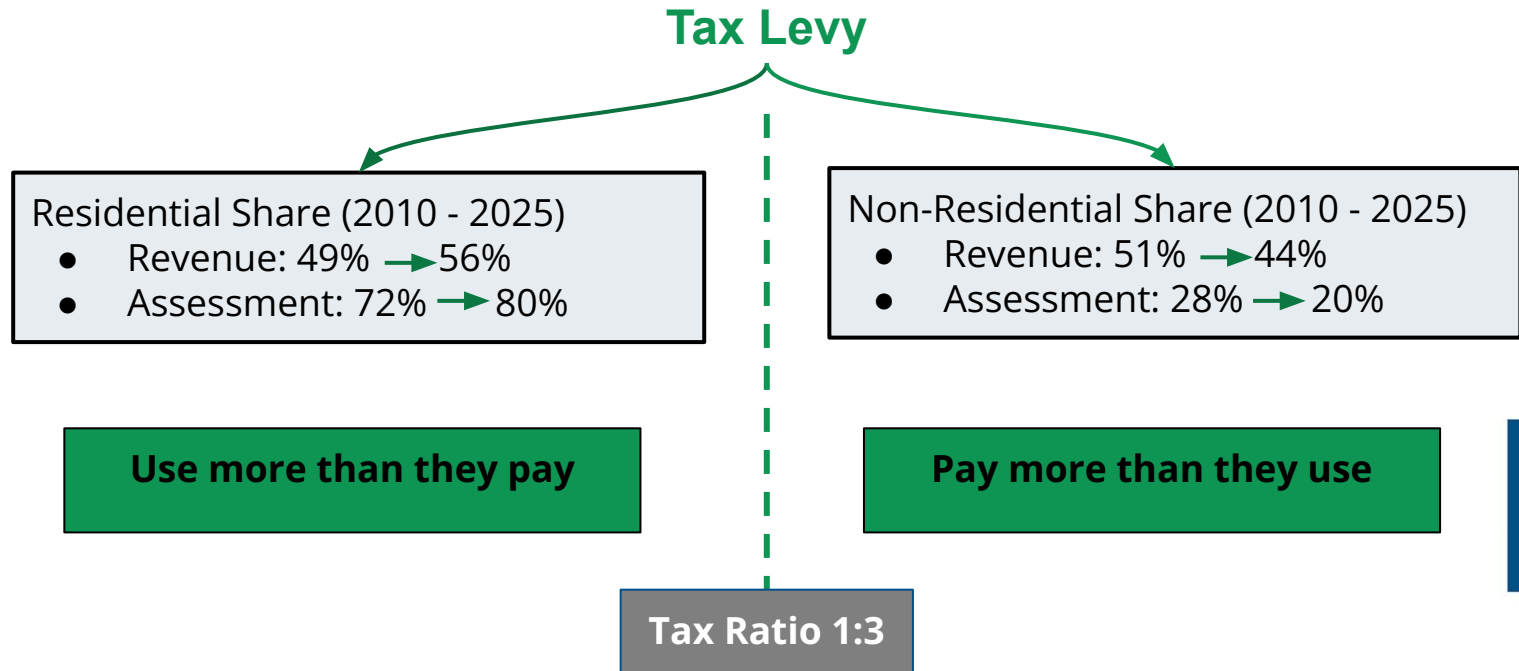 Tax Levy
Residential Share (2010 - 2025)
● Revenue: 49% → 56%
● Assessment: 72% → 80%
Non-Residential Share (2010 - 2025)
● Revenue: 51% → 44%
● Assessment: 28% → 20%
Use more than they pay
Pay more than they use
Tax Ratio 1:3